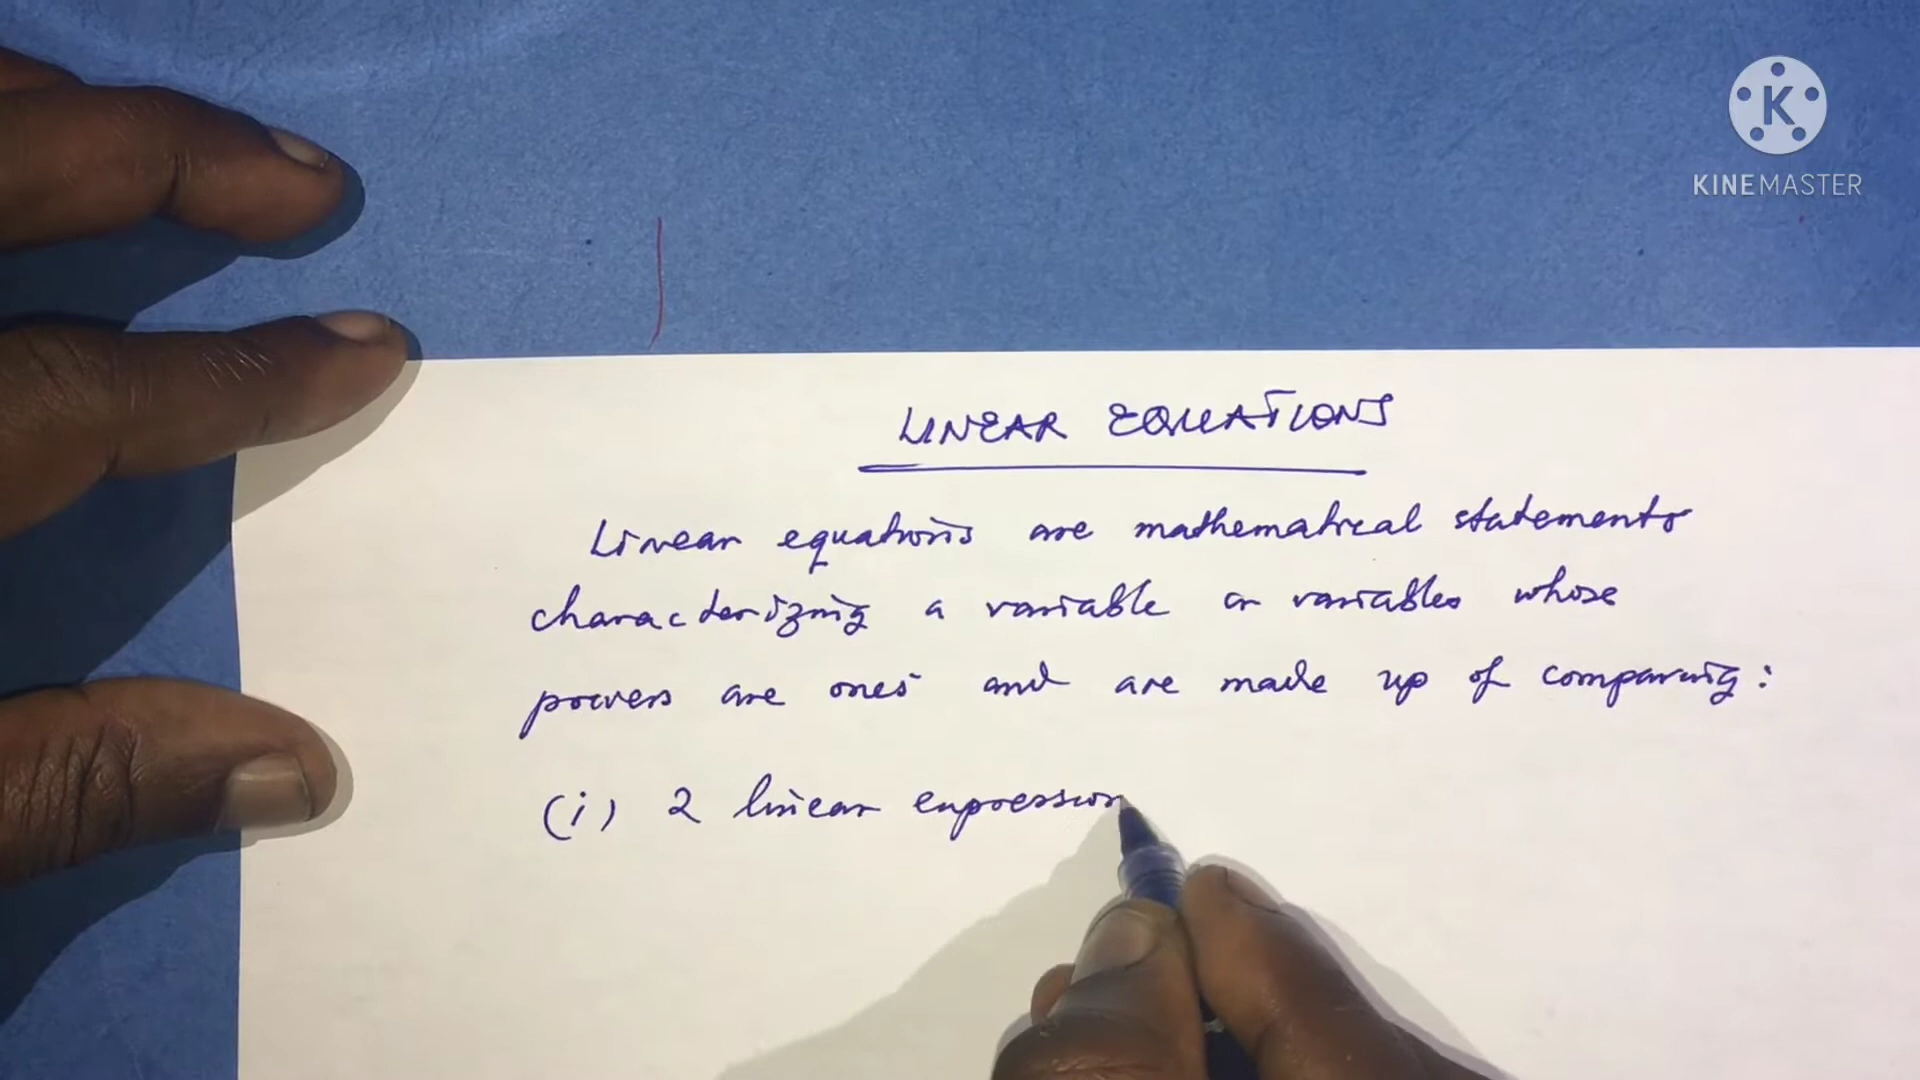 K
KINEMASTER
LINEAR EQUATIONS
Linear equations are mathematical statements
characterizing a variable or variables whose
powers are ones and are made up of comparing:
(i) 2 linear expression